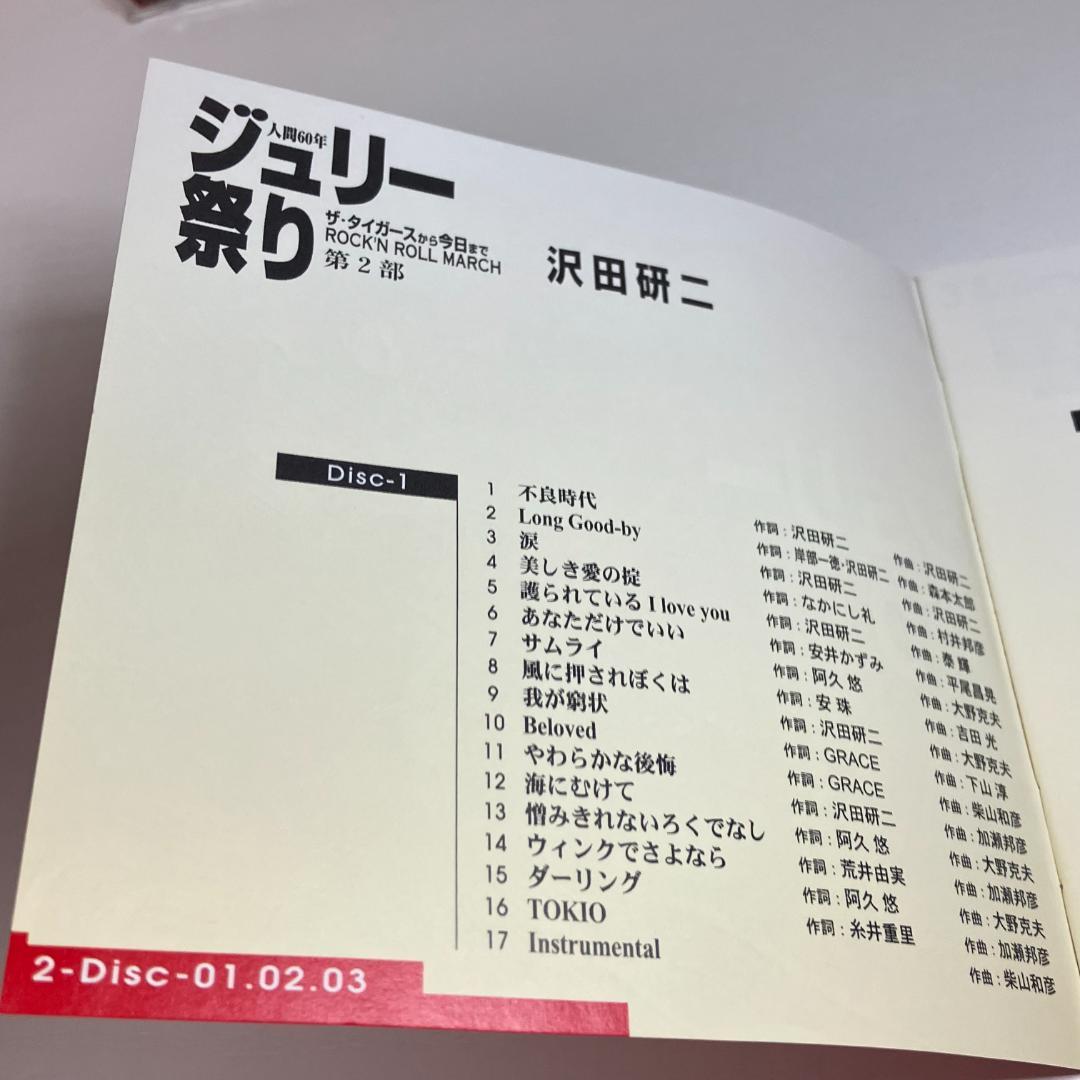 人間60年
ジュリー
祭り
ザ・タイガースから今日まで
ROCK'N ROLL MARCH
第2部
沢田研二
Disc-1
1 不良時代 作詞:沢田研二 作曲:沢田研二
2 Long Good-by 作詞:岸部一徳・沢田研二 作曲:森本太郎
3 涙 作詞:沢田研二 作曲:沢田研二
4 美しき愛の掟 作詞:なかにし礼 作曲:村井邦彦
5 護られている I love you 作詞:沢田研二 作曲:泰 輝
6 あなただけでいい 作詞:安井かずみ 作曲:平尾昌晃
7 サムライ 作詞:阿久 悠 作曲:大野克夫
8 風に押されぼくは 作詞:安 珠 作曲:吉田 光
9 我が窮状 作詞:沢田研二 作曲:大野克夫
10 Beloved 作詞:GRACE 作曲:下山 淳
11 やわらかな後悔 作詞:GRACE 作曲:柴山和彦
12 海にむけて 作詞:沢田研二 作曲:加瀬邦彦
13 憎みきれないろくでなし 作詞:阿久 悠 作曲:大野克夫
14 ウィンクでさよなら 作詞:荒井由実 作曲:加瀬邦彦
15 ダーリング 作詞:阿久 悠 作曲:大野克夫
16 TOKIO 作詞:糸井重里 作曲:加瀬邦彦
17 Instrumental 作曲:柴山和彦
2-Disc-01.02.03